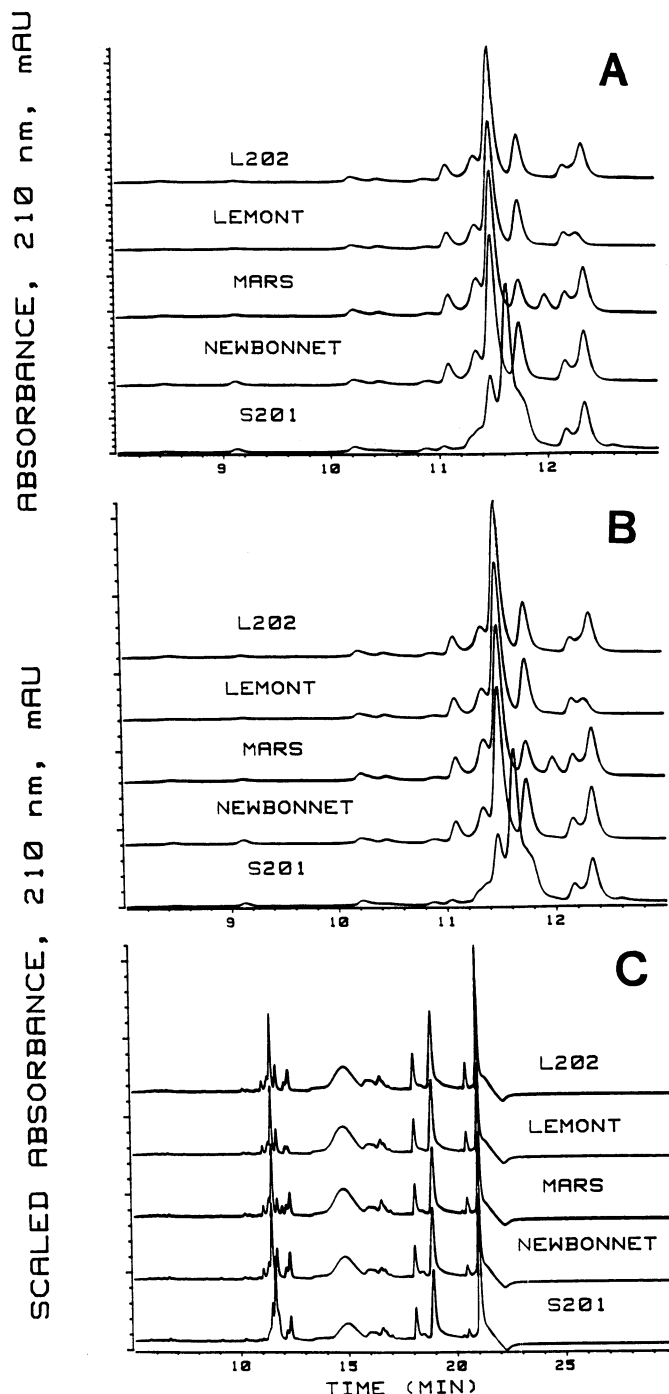 ABSORBANCE, 210 nm, mAU
A
L202
LEMONT
MARS
NEWBONNET
S201
9 10 11 12
SCALED ABSORBANCE, 210 nm, mAU
B
L202
LEMONT
MARS
NEWBONNET
S201
9 10 11 12
C
L202
LEMONT
MARS
NEWBONNET
S201
10 15 20 25
TIME (MIN)